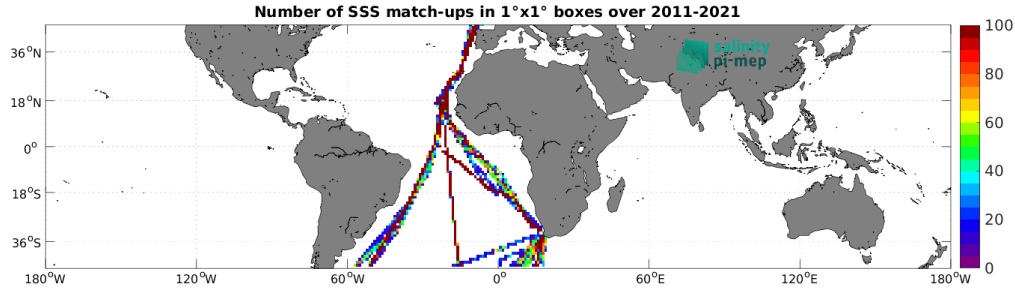 Number of SSS match-ups in 1°x1° boxes over 2011-2021
36°N
18°N
0°
18°S
36°S
salinity
pi-mep
180°W
120°W
60°W
0°
60°E
120°E
180°W
100
80
60
40
20
0